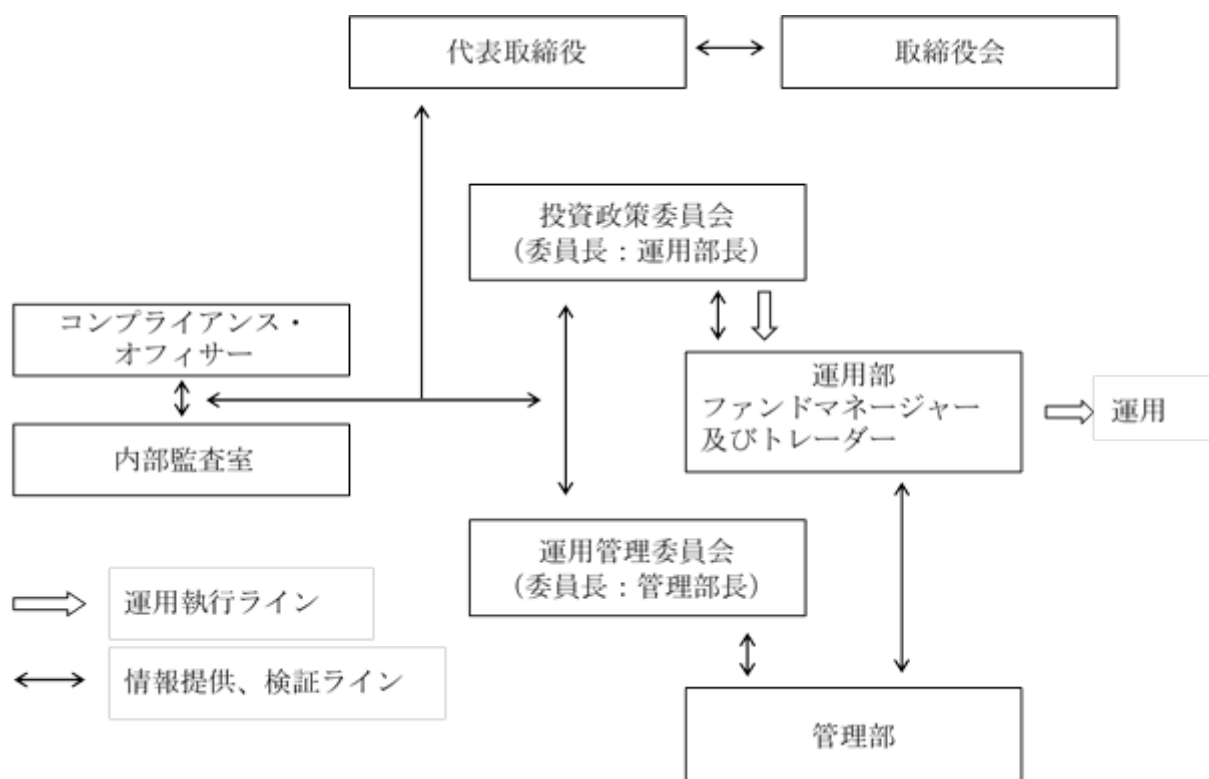 代表取締役
取締役会
投資政策委員会
（委員長：運用部長）
コンプライアンス・
オフィサー
運用部
ファンドマネージャー
及びトレーダー
運用
内部監査室
運用管理委員会
（委員長：管理部長）
運用執行ライン
情報提供、検証ライン
管理部